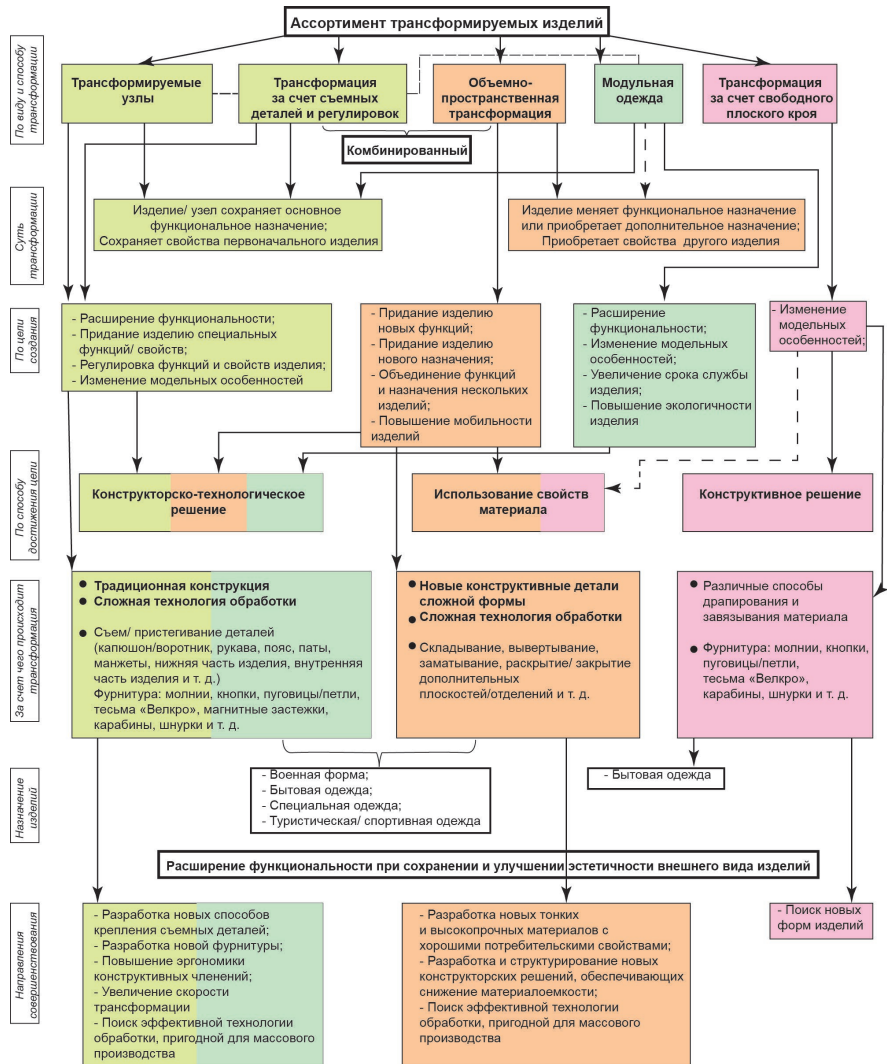 Ассортимент трансформируемых изделий
По виду и способу
трансформации
Трансформируемые
узлы
Трансформация
за счет съемных
деталей и регулировок
Объемно-
пространственная
трансформация
Модульная
одежда
Трансформация
за счет свободного
плоского кроя
Комбинированный
Суть
трансформации
Изделие/ узел сохраняет основное
функциональное назначение;
Сохраняет свойства первоначального изделия
Изделие меняет функциональное назначение
или приобретает дополнительное назначение;
Приобретает свойства другого изделия
По цели
создания
- Расширение функциональности;
- Придание изделию специальных
функций/ свойств;
- Регулировка функций и свойств изделия;
- Изменение модельных особенностей
- Придание изделию
новых функций;
- Придание изделию
нового назначения;
- Объединение функций
и назначения нескольких
изделий;
- Повышение мобильности
изделий
- Расширение
функциональности;
- Изменение модельных
особенностей;
- Увеличение срока службы
изделия;
- Повышение экологичности
изделия
- Изменение
модельных
особенностей;
По способу
достижения цели
Конструкторско-технологическое
решение
Использование свойств
материала
Конструктивное решение
За счет чего происходит
трансформация
● Традиционная конструкция
● Сложная технология обработки
● Съем/ пристегивание деталей
(капюшон/воротник, рукава, пояс, паты,
манжеты, нижняя часть изделия, внутренняя
часть изделия и т. д.)
Фурнитура: молнии, кнопки, пуговицы/петли,
тесьма «Велкро», магнитные застежки,
карабины, шнурки и т. д.
● Новые конструктивные детали
сложной формы
● Сложная технология обработки
● Складывание, вывертывание,
заматывание, раскрытие/ закрытие
дополнительных
плоскостей/отделений и т. д.
● Различные способы
драпирования и
завязывания материала
● Фурнитура: молнии, кнопки,
пуговицы/петли,
тесьма «Велкро»,
карабины, шнурки и т. д.
Назначение
изделий
- Военная форма;
- Бытовая одежда;
- Специальная одежда;
- Туристическая/ спортивная одежда
- Бытовая одежда
Расширение функциональности при сохранении и улучшении эстетичности внешнего вида изделий
Направления
совершенствования
- Разработка новых способов
крепления съемных деталей;
- Разработка новой фурнитуры;
- Повышение эргономики
конструктивных членений;
- Увеличение скорости
трансформации
- Поиск эффективной технологии
обработки, пригодной для массового
производства
- Разработка новых тонких
и высокопрочных материалов с
хорошими потребительскими свойствами;
- Разработка и структурирование новых
конструкторских решений, обеспечивающих
снижение материалоемкости;
- Поиск эффективной технологии
обработки, пригодной для массового
производства
- Поиск новых
форм изделий